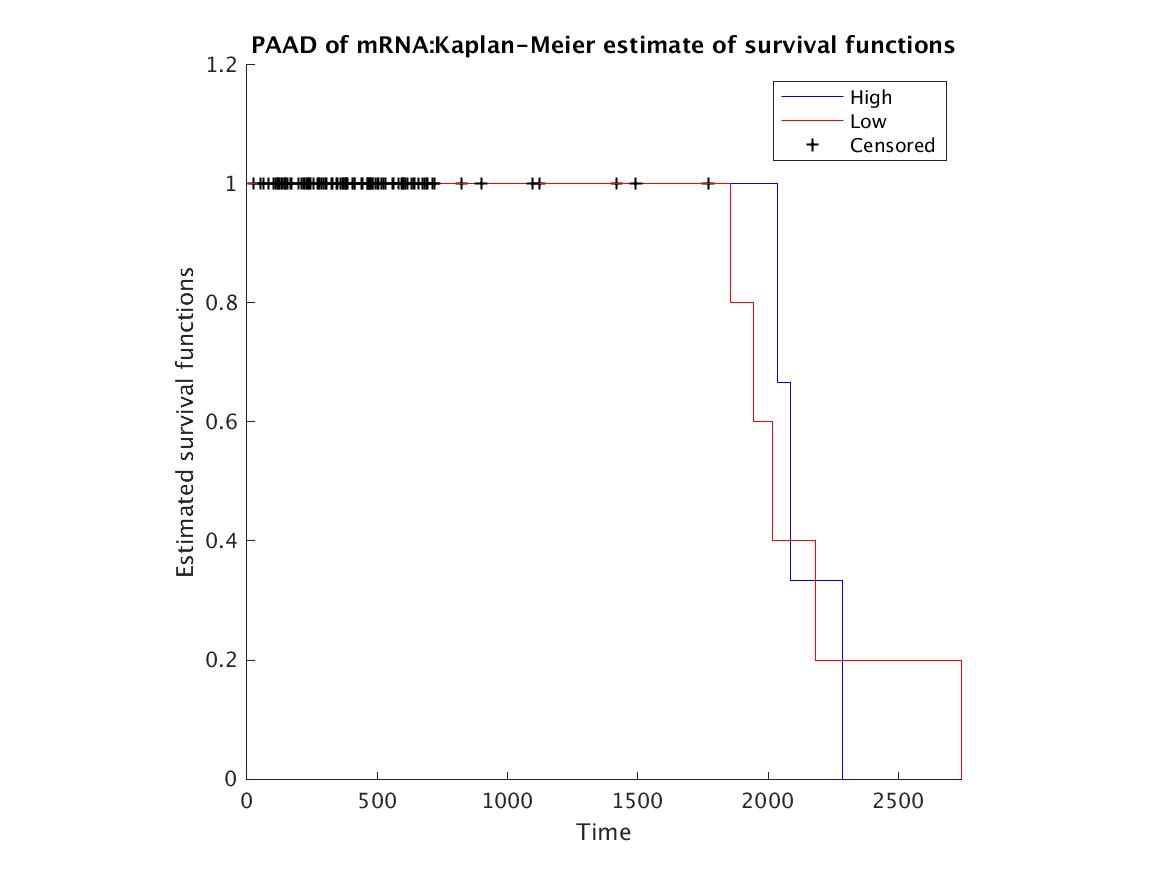 PAAD of mRNA:Kaplan-Meier estimate of survival functions
1.2
High
Low
Censored
1
0.8
0.6
0.4
0.2
0
Estimated survival functions
0 500 1000 1500 2000 2500
Time